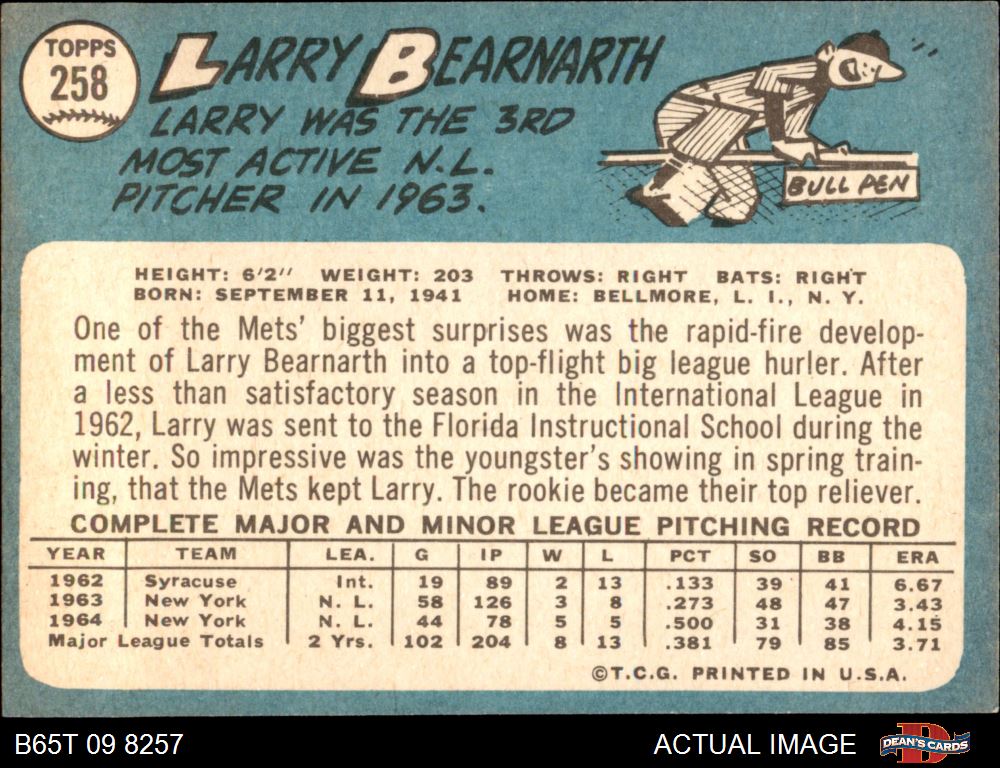 TOPPS
258
LARRY BEARNARTH
LARRY WAS THE 3RD
MOST ACTIVE N.L.
PITCHER IN 1963.
BULL PEN
HEIGHT: 6'2" WEIGHT: 203 THROWS: RIGHT BATS: RIGHT
BORN: SEPTEMBER 11, 1941 HOME: BELLMORE, L. I., N. Y.
One of the Mets' biggest surprises was the rapid-fire develop-
ment of Larry Bearnarth into a top-flight big league hurler. After
a less than satisfactory season in the International League in
1962, Larry was sent to the Florida Instructional School during the
winter. So impressive was the youngster's showing in spring train-
ing, that the Mets kept Larry. The rookie became their top reliever.
COMPLETE MAJOR AND MINOR LEAGUE PITCHING RECORD
YEAR TEAM LEA. G IP W L PCT SO BB ERA
1962 Syracuse Int. 19 89 2 13 .133 39 41 6.67
1963 New York N. L. 58 126 3 8 .273 48 47 3.43
1964 New York N. L. 44 78 5 5 .500 31 38 4.15
Major League Totals 2 Yrs. 102 204 8 13 .381 79 85 3.71
©T.C.G. PRINTED IN U.S.A.
B65T 09 8257 ACTUAL IMAGE DEAN'S CARDS